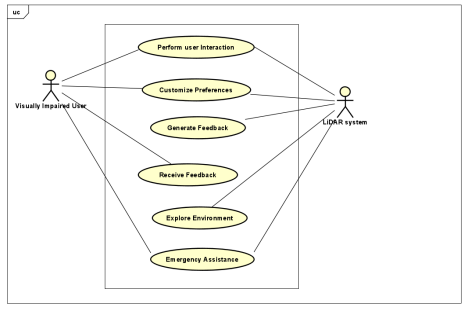 uc
Perform user Interaction
Customize Preferences
Visually Impaired User
Generate Feedback
LiDAR system
Receive Feedback
Explore Environment
Emergency Assistance